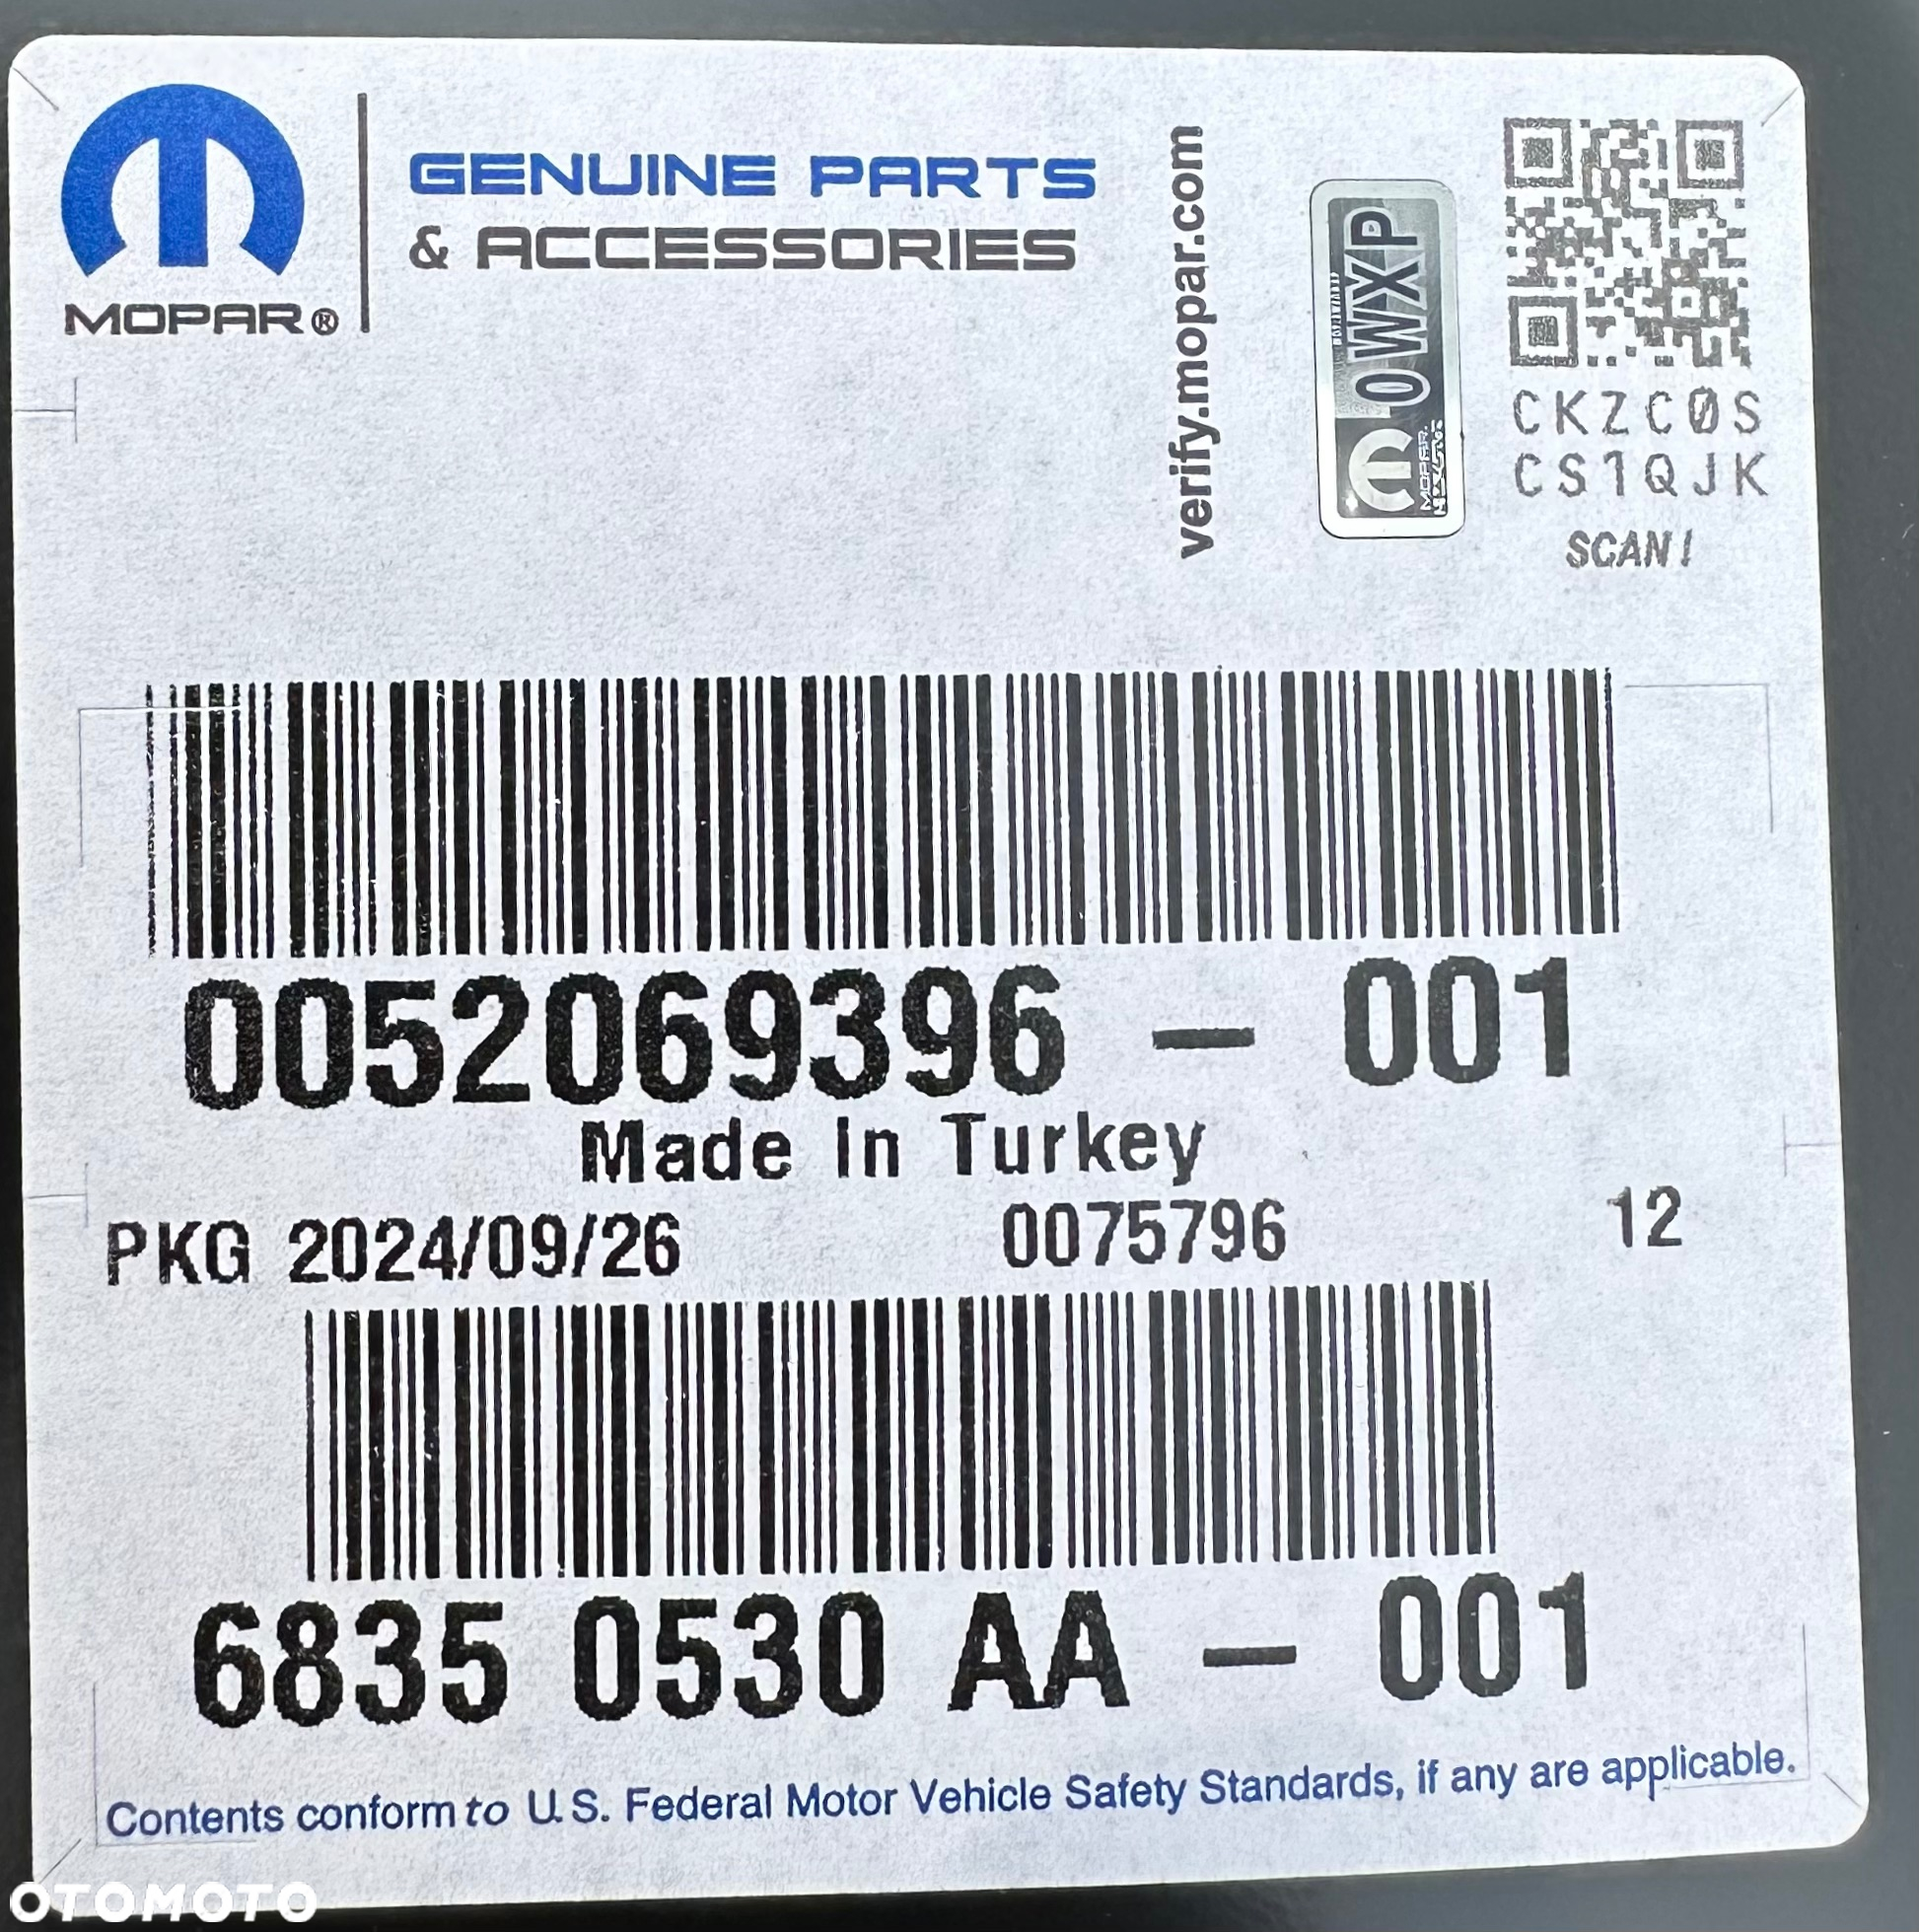 GENUINE PARTS
& ACCESSORIES
MOPAR®
verify.mopar.com
0WXP
MOPAR
CKZC0S
CS1QJK
SCAN!
0052069396 - 001
Made In Turkey
PKG 2024/09/26 0075796 12
6835 0530 AA - 001
Contents conform to U.S. Federal Motor Vehicle Safety Standards, if any are applicable.
OTOMOTO